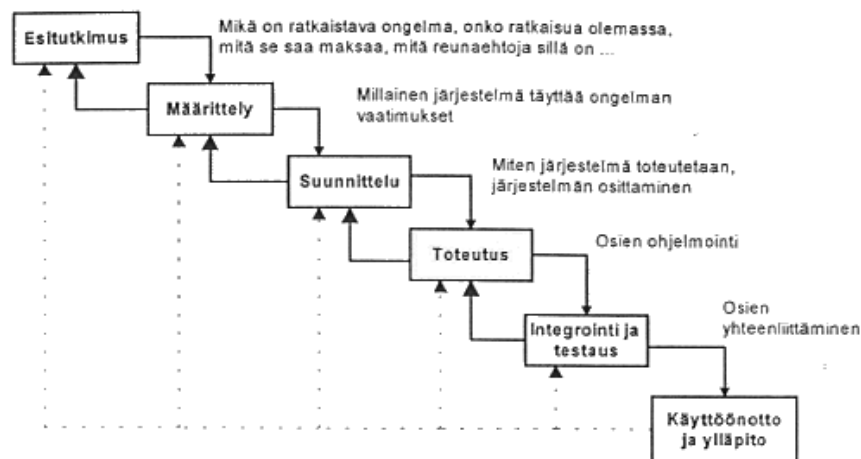 Esitutkimus
Mikä on ratkaistava ongelma, onko ratkaisua olemassa,
mitä se saa maksaa, mitä reunaehtoja sillä on ...
Määrittely
Millainen järjestelmä täyttää ongelman
vaatimukset
Suunnittelu
Miten järjestelmä toteutetaan,
järjestelmän osittaminen
Toteutus
Osien ohjelmointi
Integrointi ja
testaus
Osien
yhteenliittäminen
Käyttöönotto
ja ylläpito